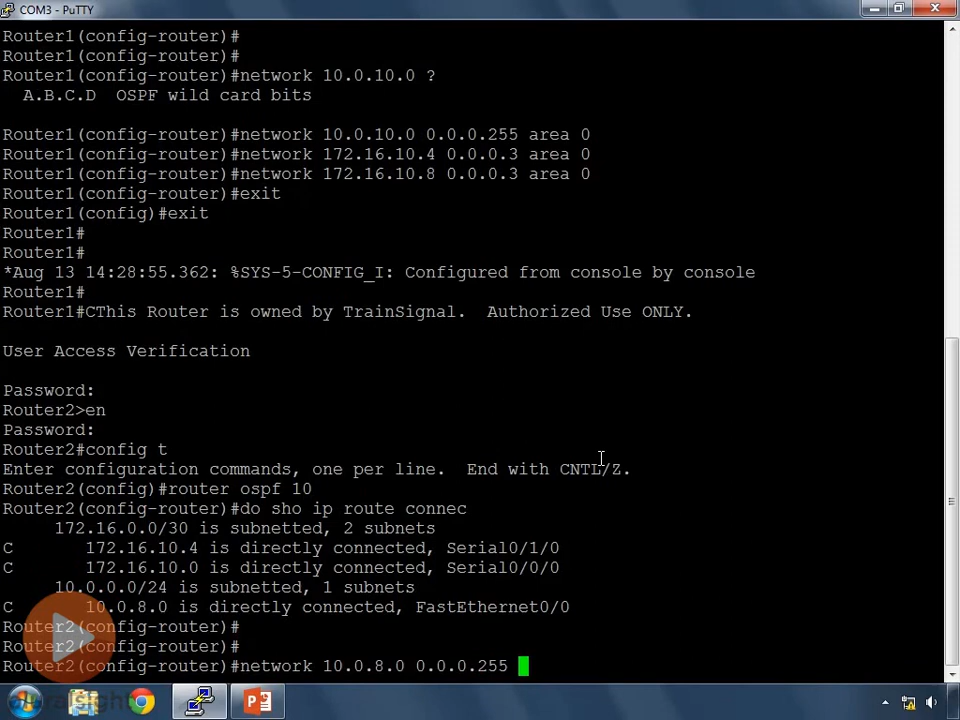 COM3 - PuTTY
Router1(config-router)#
Router1(config-router)#
Router1(config-router)#network 10.0.10.0 ?
A.B.C.D  OSPF wild card bits
Router1(config-router)#network 10.0.10.0 0.0.0.255 area 0
Router1(config-router)#network 172.16.10.4 0.0.0.3 area 0
Router1(config-router)#network 172.16.10.8 0.0.0.3 area 0
Router1(config-router)#exit
Router1(config)#exit
Router1#
Router1#
*Aug 13 14:28:55.362: %SYS-5-CONFIG_I: Configured from console by console
Router1#
Router1#CThis Router is owned by TrainSignal.  Authorized Use ONLY.
User Access Verification
Password:
Router2>en
Password:
Router2#config t
Enter configuration commands, one per line.  End with CNTL/Z.
Router2(config)#router ospf 10
Router2(config-router)#do sho ip route connec
172.16.0.0/30 is subnetted, 2 subnets
C       172.16.10.4 is directly connected, Serial0/1/0
C       172.16.10.0 is directly connected, Serial0/0/0
10.0.0.0/24 is subnetted, 1 subnets
C       10.0.8.0 is directly connected, FastEthernet0/0
Router2(config-router)#
Router2(config-router)#
Router2(config-router)#network 10.0.8.0 0.0.0.255
pluralsight